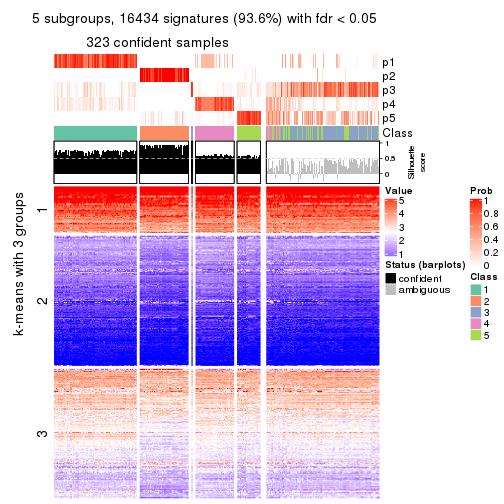 5 subgroups, 16434 signatures (93.6%) with fdr < 0.05
323 confident samples
p1
p2
p3
p4
p5
Class
1
0.5
0
Silhouette
score
k-means with 3 groups
1
2
3
Value
5
4
3
2
1
Status (barplots)
confident
ambiguous
Prob
1
0.8
0.6
0.4
0.2
0
Class
1
2
3
4
5